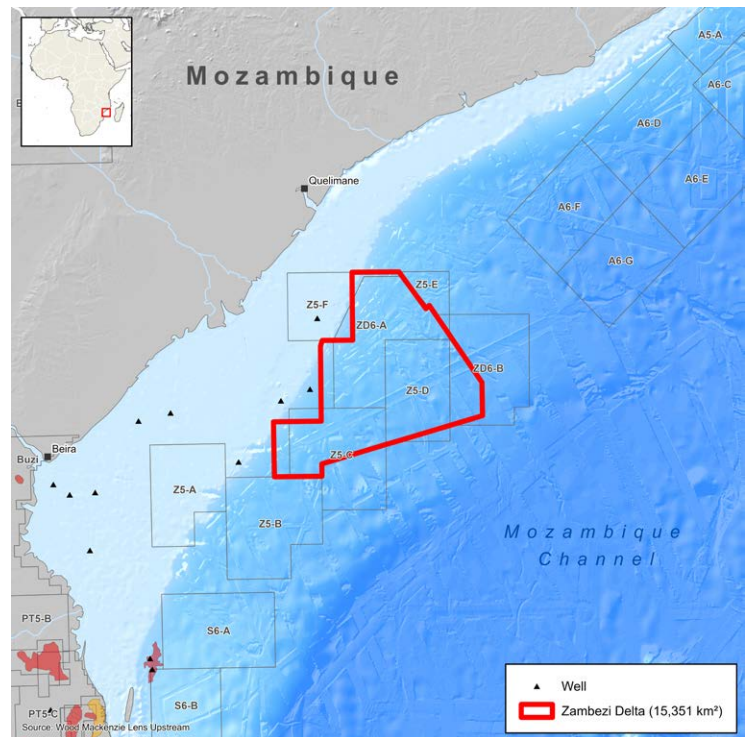 Mozambique
A5-A
A6-C
A6-D
A6-E
Quelimane
A6-F
A6-G
Z5-F
Z5-E
ZD6-A
ZD6-B
Z5-D
Z5-C
Beira
Buzi
Z5-A
Z5-B
Mozambique
Channel
PT5-B
S6-A
S6-B
PT5-C
Source: Wood Mackenzie Lens Upstream
Well
Zambezi Delta (15,351 km²)